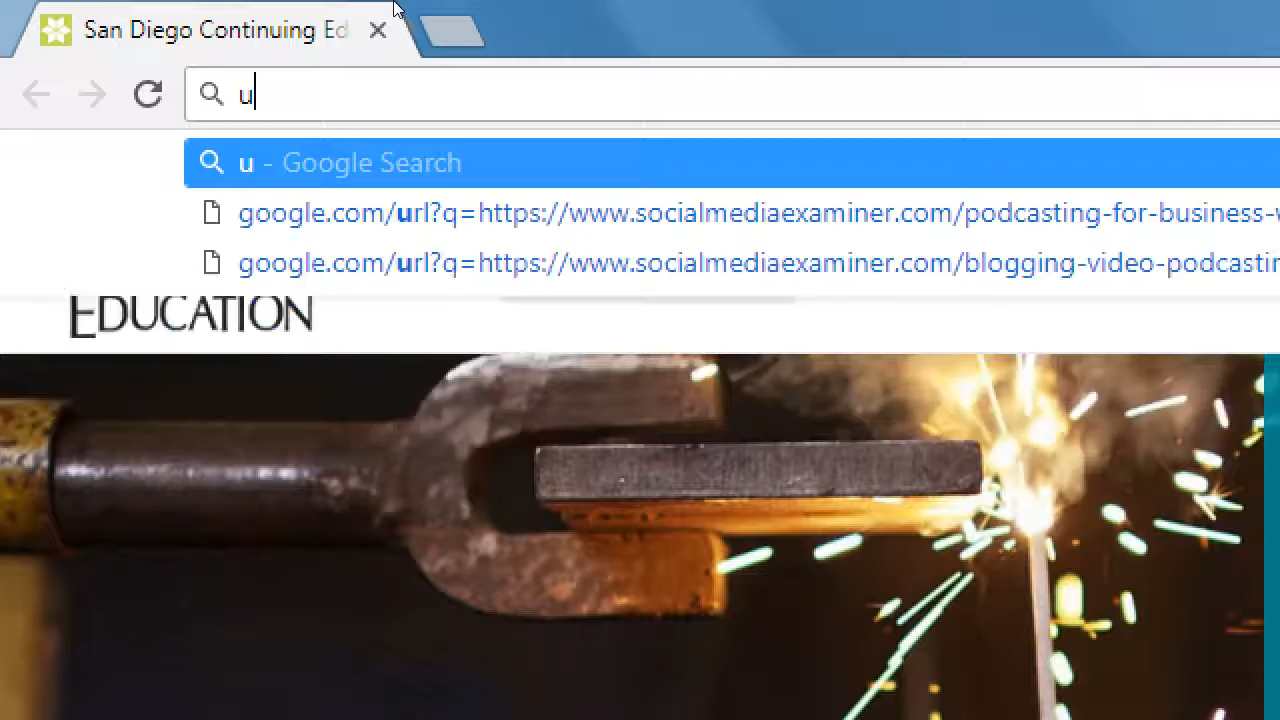 San Diego Continuing Ed
u
u - Google Search
google.com/url?q=https://www.socialmediaexaminer.com/podcasting-for-business-
google.com/url?q=https://www.socialmediaexaminer.com/blogging-video-podcastin
EDUCATION